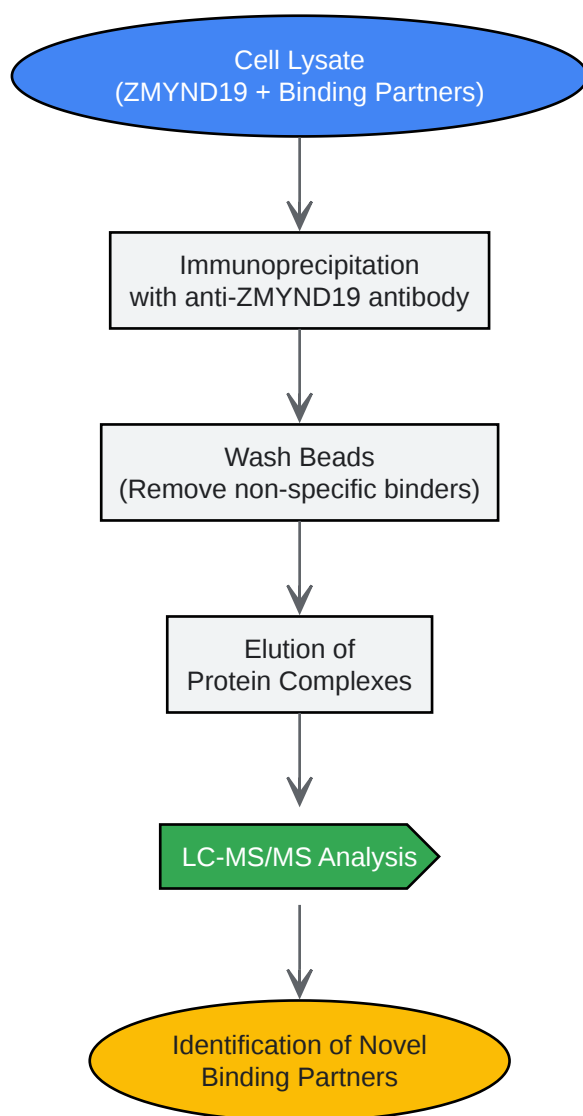 Cell Lysate
(ZMYND19 + Binding Partners)
Immunoprecipitation
with anti-ZMYND19 antibody
Wash Beads
(Remove non-specific binders)
Elution of
Protein Complexes
LC-MS/MS Analysis
Identification of Novel
Binding Partners